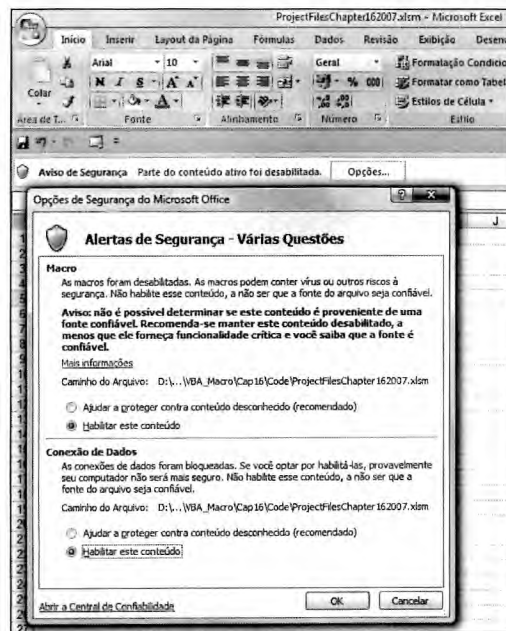 ProjectFilesChapter162007.xlsm - Microsoft Excel
Início Inserir Layout da Página Fórmulas Dados Revisão Exibição Desen
Arial 10 Geral Formatação Condicio
Colar N I S A A % 000 Formatar como Tabel
A Estilos de Célula
Área de T... Fonte Alinhamento Número Estilo
Aviso de Segurança Parte do conteúdo ativo foi desabilitada. Opções...
Opções de Segurança do Microsoft Office
J
Alertas de Segurança - Várias Questões
Macro
As macros foram desabilitadas. As macros podem conter vírus ou outros riscos à
segurança. Não habilite esse conteúdo, a não ser que a fonte do arquivo seja confiável.
Aviso: não é possível determinar se este conteúdo é proveniente de uma
fonte confiável. Recomenda-se manter este conteúdo desabilitado, a
menos que ele forneça funcionalidade crítica e você saiba que a fonte é
confiável.
Mais informações
Caminho do Arquivo: D:\...\VBA_Macro\Cap16\Code\ProjectFilesChapter162007.xlsm
Ajudar a proteger contra conteúdo desconhecido (recomendado)
Habilitar este conteúdo
Conexão de Dados
As conexões de dados foram bloqueadas. Se você optar por habilitá-las, provavelmente
seu computador não será mais seguro. Não habilite esse conteúdo, a não ser que a
fonte do arquivo seja confiável.
Caminho do Arquivo: D:\...\VBA_Macro\Cap16\Code\ProjectFilesChapter162007.xlsm
Ajudar a proteger contra conteúdo desconhecido (recomendado)
Habilitar este conteúdo
Abrir a Central de Confiabilidade OK Cancelar